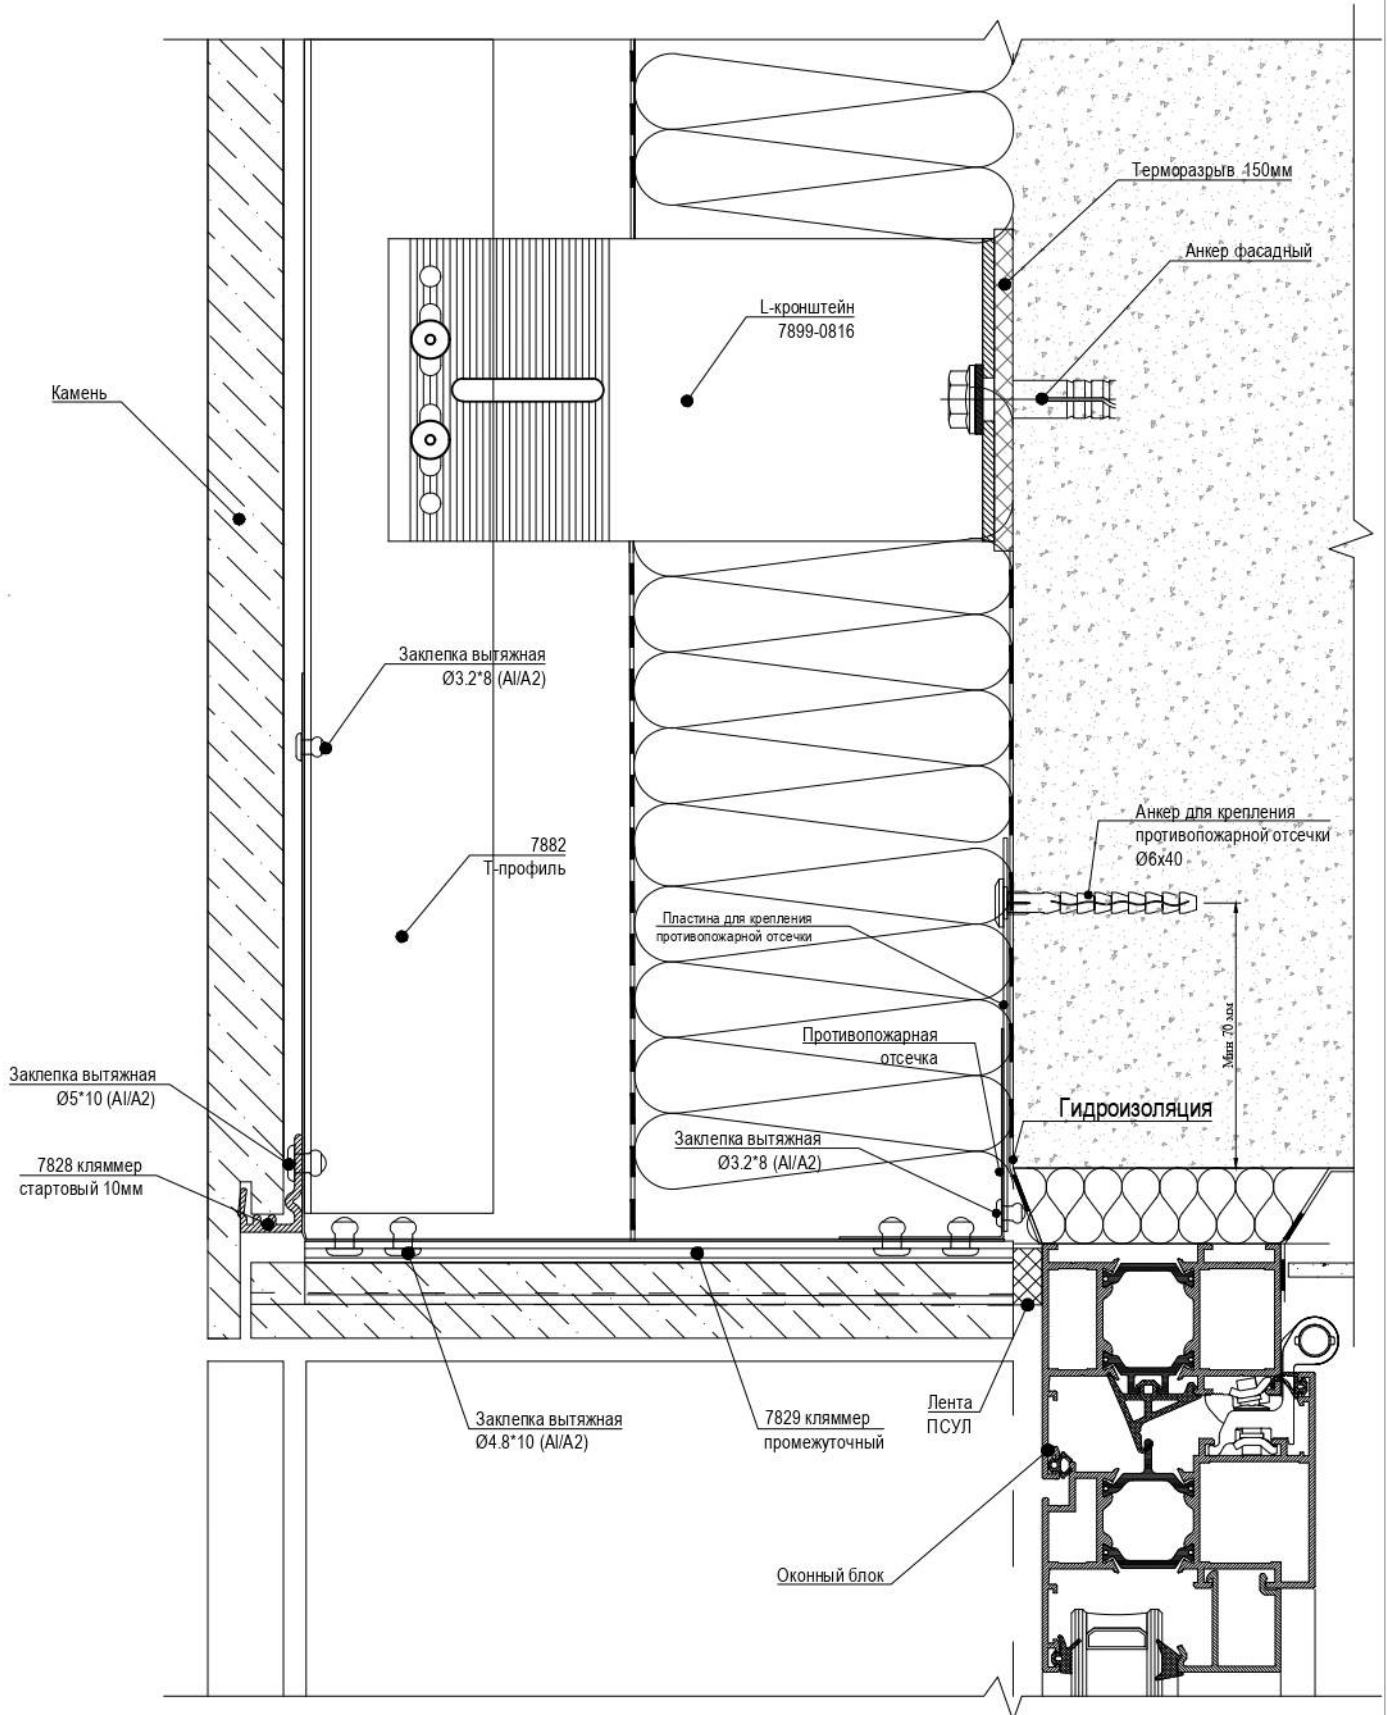 Терморазрыв 150мм
Анкер фасадный
L-кронштейн
7899-0816
Камень
Заклепка вытяжная
Ø3.2*8 (Al/A2)
Анкер для крепления
противопожарной отсечки
Ø6х40
7882
Т-профиль
Пластина для крепления
противопожарной отсечки
Мин 70 мм
Противопожарная
отсечка
Заклепка вытяжная
Ø5*10 (Al/A2)
Гидроизоляция
Заклепка вытяжная
Ø3.2*8 (Al/A2)
7828 кляммер
стартовый 10мм
Лента
ПСУЛ
Заклепка вытяжная
Ø4.8*10 (Al/A2)
7829 кляммер
промежуточный
Оконный блок